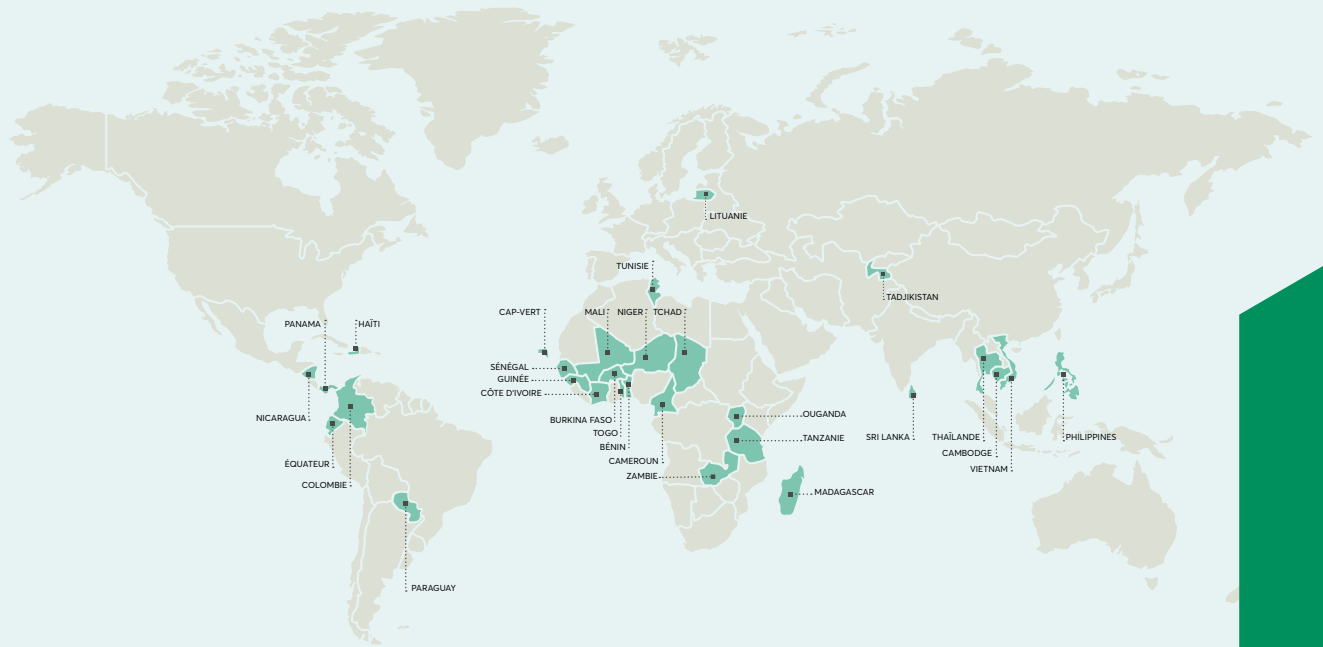 LITUANIE
TUNISIE
TADJIKISTAN
CAP-VERT
MALI
NIGER
TCHAD
PANAMA
HAÏTI
SÉNÉGAL
GUINÉE
CÔTE D'IVOIRE
NICARAGUA
BURKINA FASO
OUGANDA
TOGO
TANZANIE
SRI LANKA
THAÏLANDE
PHILIPPINES
BÉNIN
CAMBODGE
CAMEROUN
ÉQUATEUR
VIETNAM
ZAMBIE
COLOMBIE
MADAGASCAR
PARAGUAY